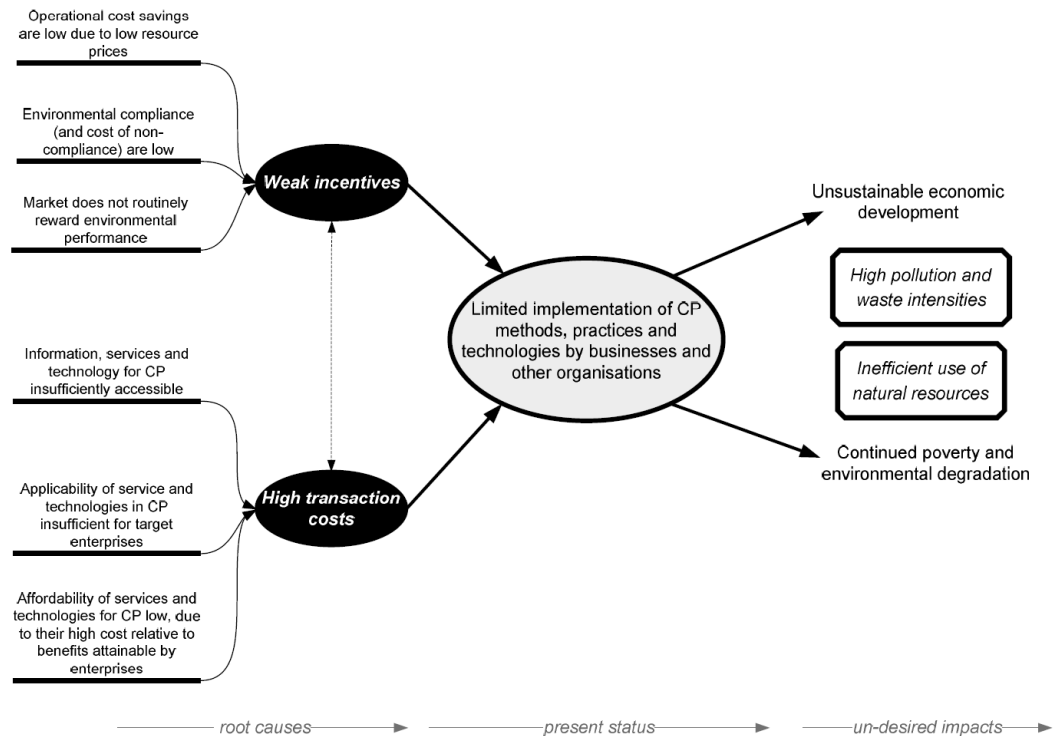 Operational cost savings
are low due to low resource
prices
Environmental compliance
(and cost of non-
compliance) are low
Market does not routinely
reward environmental
performance
Weak incentives
Information, services and
technology for CP
insufficiently accessible
Applicability of service and
technologies in CP
insufficient for target
enterprises
Affordability of services and
technologies for CP low, due
to their high cost relative to
benefits attainable by
enterprises
High transaction
costs
Limited implementation of CP
methods, practices and
technologies by businesses and
other organisations
Unsustainable economic
development
High pollution and
waste intensities
Inefficient use of
natural resources
Continued poverty and
environmental degradation
root causes
present status
un-desired impacts